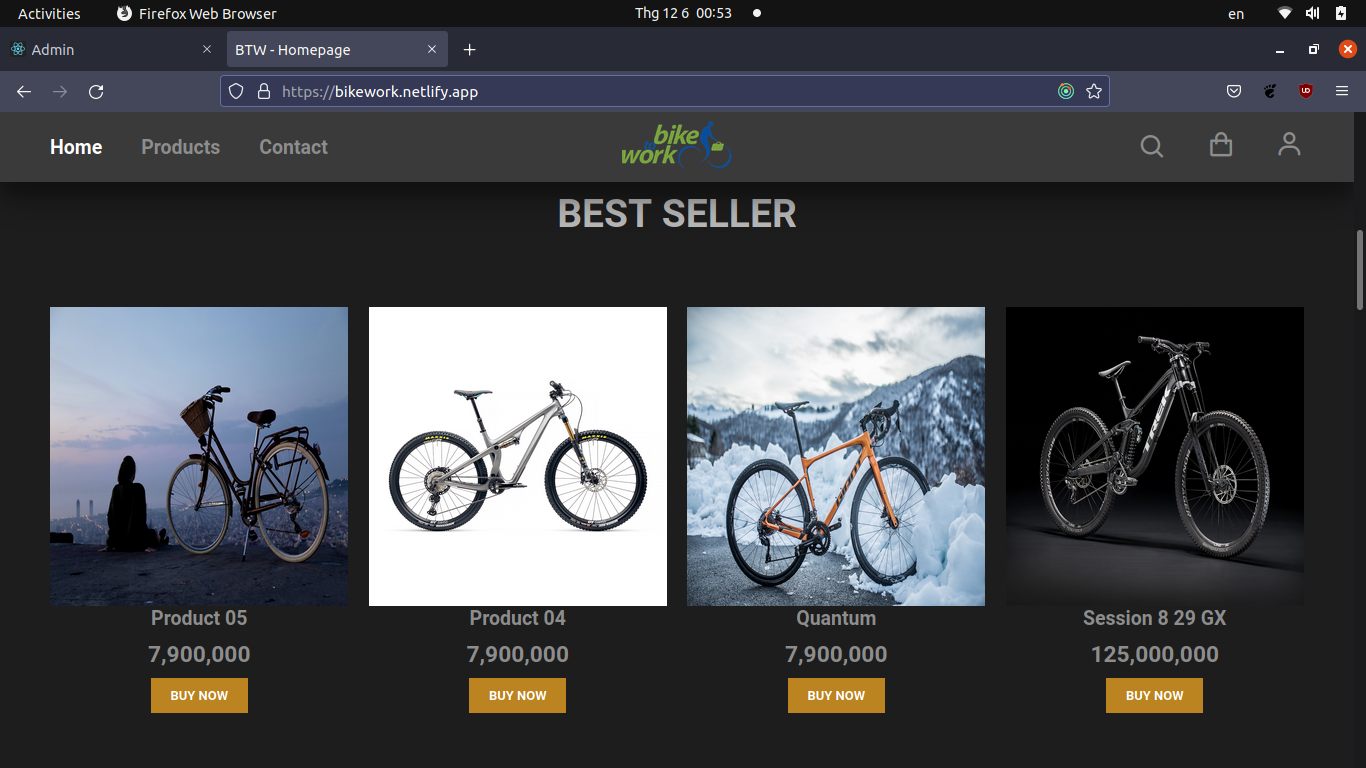 Activities Firefox Web Browser Thg 12 6 00:53 en
Admin BTW - Homepage
https://bikework.netlify.app
Home Products Contact bike to work
BEST SELLER
TREK
Product 05 Product 04 Quantum Session 8 29 GX
7,900,000 7,900,000 7,900,000 125,000,000
BUY NOW BUY NOW BUY NOW BUY NOW